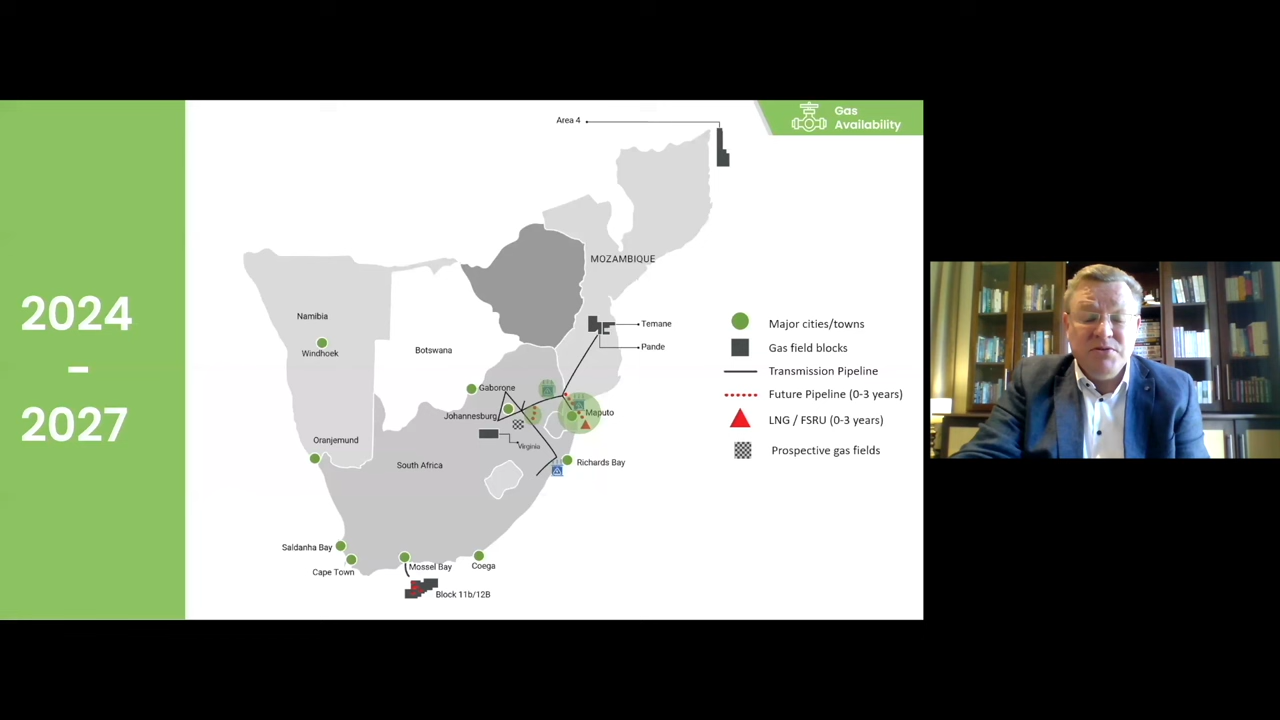 2024
–
2027
Gas
Availability
Area 4
MOZAMBIQUE
Namibia
Windhoek
Botswana
Temane
Pande
Gaborone
Johannesburg
Maputo
Virginia
Oranjemund
South Africa
Richards Bay
Saldanha Bay
Cape Town
Mossel Bay
Coega
Block 11b/12B
Major cities/towns
Gas field blocks
Transmission Pipeline
Future Pipeline (0-3 years)
LNG / FSRU (0-3 years)
Prospective gas fields